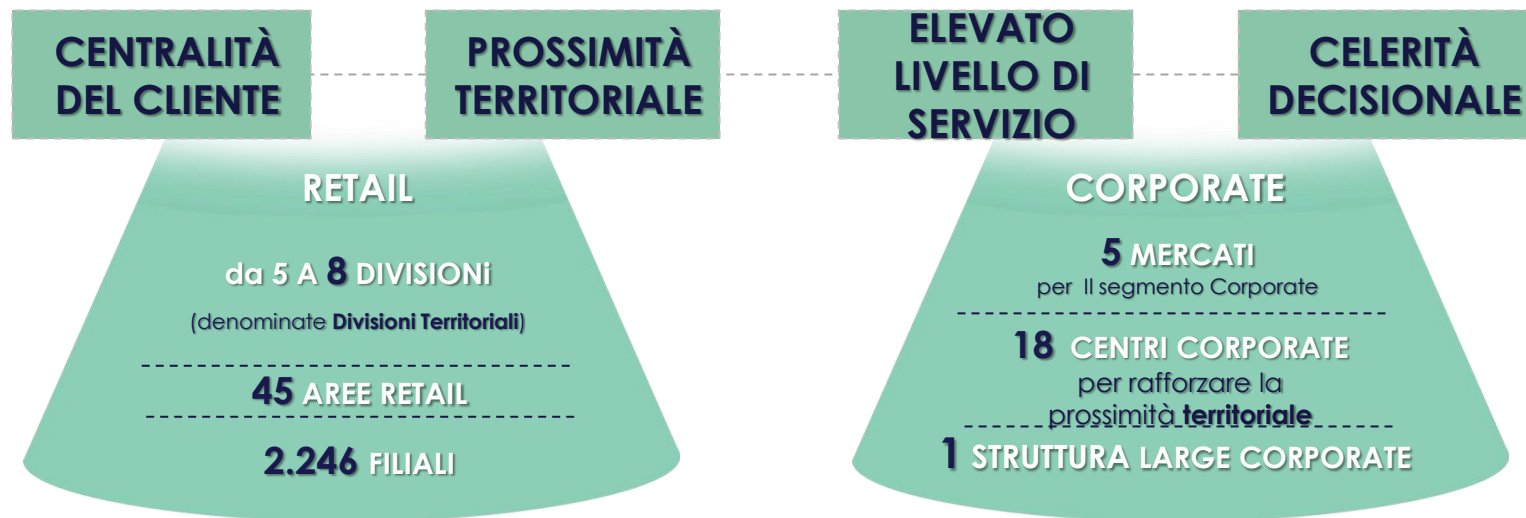 CENTRALITÀ
DEL CLIENTE
PROSSIMITÀ
TERRITORIALE
ELEVATO
LIVELLO DI
SERVIZIO
CELERITÀ
DECISIONALE
RETAIL
da 5 A 8 DIVISIONi
(denominate Divisioni Territoriali)
45 AREE RETAIL
2.246 FILIALI
CORPORATE
5 MERCATI
per Il segmento Corporate
18 CENTRI CORPORATE
per rafforzare la
prossimità territoriale
1 STRUTTURA LARGE CORPORATE